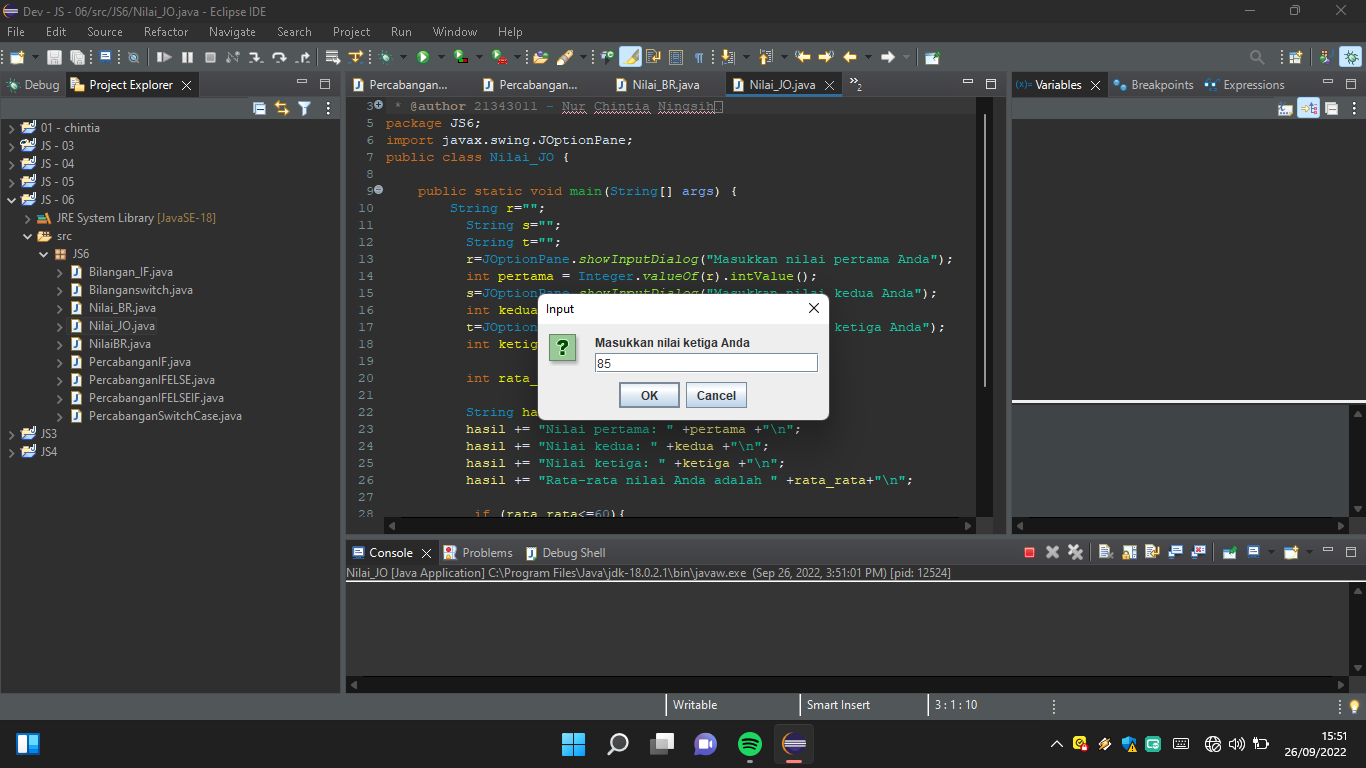 Dev - JS - 06/src/JS6/Nilai_JO.java - Eclipse IDE
File Edit Source Refactor Navigate Search Project Run Window Help
Debug Project Explorer
01 - chintia
JS - 03
JS - 04
JS - 05
JS - 06
JRE System Library [JavaSE-18]
src
JS6
Bilangan_IF.java
Bilanganswitch.java
Nilai_BR.java
Nilai_JO.java
NilaiBR.java
PercabanganIF.java
PercabanganIFELSE.java
PercabanganIFELSEIF.java
PercabanganSwitchCase.java
JS3
JS4
Percabangan... Percabangan... Nilai_BR.java Nilai_JO.java »2
3 * @author 21343011 - Nur Chintia Ningsih
5 package JS6;
6 import javax.swing.JOptionPane;
7 public class Nilai_JO {
8
9 public static void main(String[] args) {
10 String r="";
11 String s="";
12 String t="";
13 r=JOptionPane.showInputDialog("Masukkan nilai pertama Anda");
14 int pertama = Integer.valueOf(r).intValue();
15 s=JOptionPane.showInputDialog("Masukkan nilai kedua Anda");
16 int kedua
17 t=JOption ketiga Anda");
18 int ketig
19
20 int rata_
21
22 String ha
23 hasil += "Nilai pertama: " +pertama +"\n";
24 hasil += "Nilai kedua: " +kedua +"\n";
25 hasil += "Nilai ketiga: " +ketiga +"\n";
26 hasil += "Rata-rata nilai Anda adalah " +rata_rata+"\n";
27
28 if (rata_rata<=60){
Input
Masukkan nilai ketiga Anda
85
OK Cancel
(x)= Variables Breakpoints Expressions
Console Problems Debug Shell
Nilai_JO [Java Application] C:\Program Files\Java\jdk-18.0.2.1\bin\javaw.exe (Sep 26, 2022, 3:51:01 PM) [pid: 12524]
Writable Smart Insert 3 : 1 : 10
15:51
26/09/2022